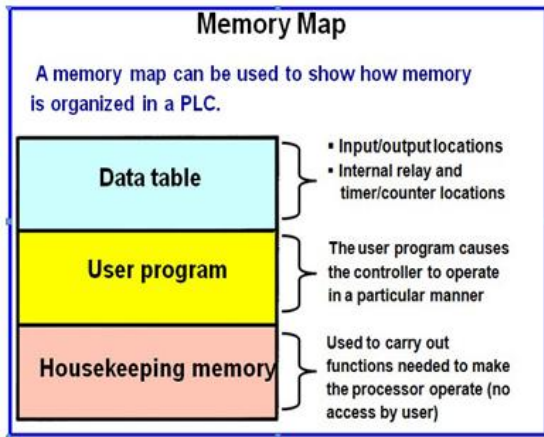 Memory Map
A memory map can be used to show how memory
is organized in a PLC.
Data table
▪ Input/output locations
▪ Internal relay and
timer/counter locations
User program
The user program causes
the controller to operate
in a particular manner
Housekeeping memory
Used to carry out
functions needed to make
the processor operate (no
access by user)